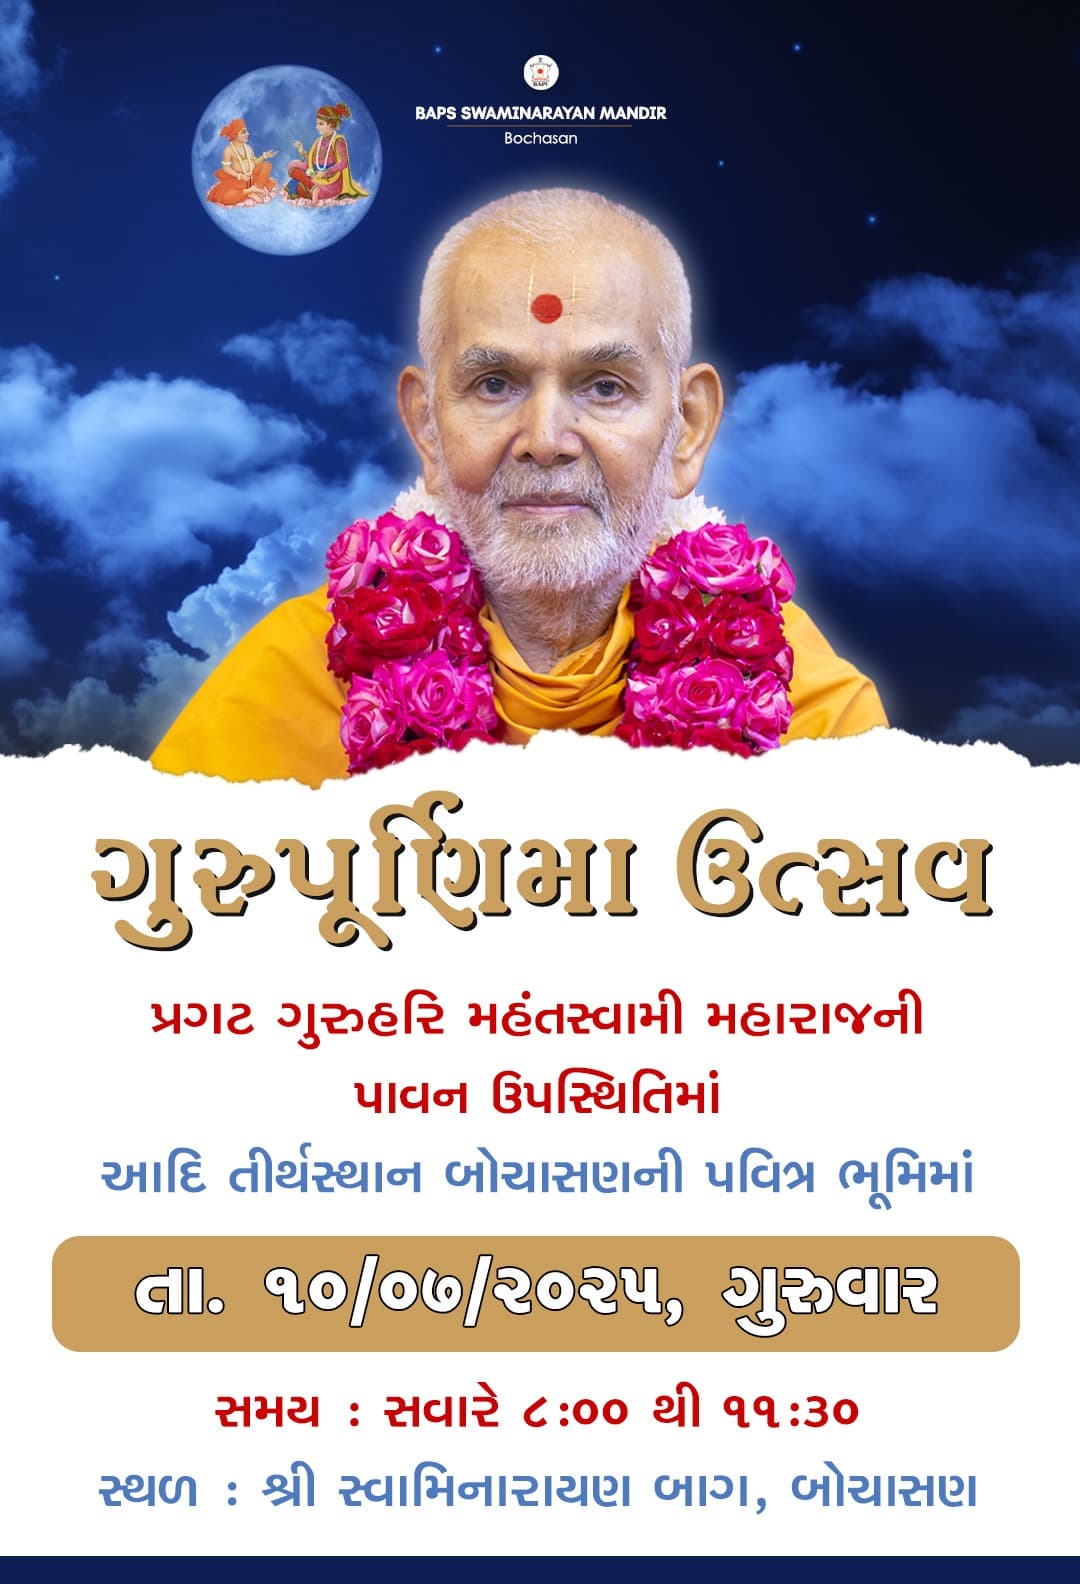 BAPS
BAPS SWAMINARAYAN MANDIR
Bochasan
ગુરુપૂર્ણિમા ઉત્સવ
પ્રગટ ગુરુહરિ મહંતસ્વામી મહારાજની
પાવન ઉપસ્થિતિમાં
આદિ તીર્થસ્થાન બોચાસણની પવિત્ર ભૂમિમાં
તા. ૧૦/૦૭/૨૦૨૫, ગુરુવાર
સમય : સવારે ૮:૦૦ થી ૧૧:૩૦
સ્થળ : શ્રી સ્વામિનારાયણ બાગ, બોચાસણ